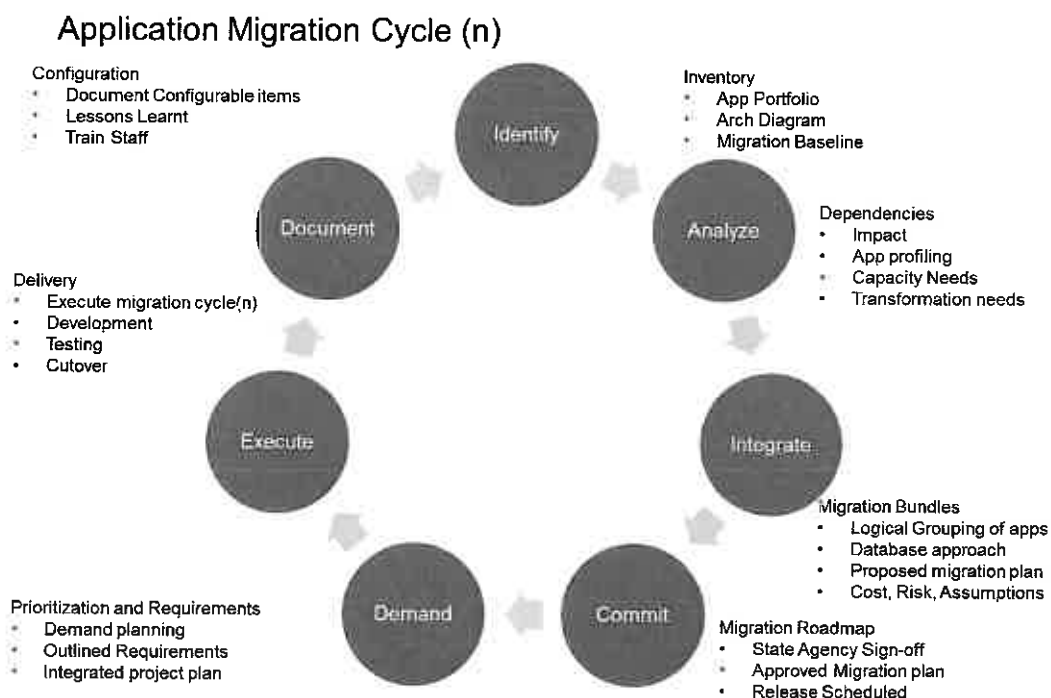 Application Migration Cycle (n)
Configuration
Document Configurable items
Lessons Learnt
Train Staff
Identify
Inventory
App Portfolio
Arch Diagram
Migration Baseline
Document
Analyze
Dependencies
Impact
App profiling
Capacity Needs
Transformation needs
Delivery
Execute migration cycle(n)
Development
Testing
Cutover
Execute
Integrate
Migration Bundles
Logical Grouping of apps
Database approach
Proposed migration plan
Cost, Risk, Assumptions
Prioritization and Requirements
Demand planning
Outlined Requirements
Integrated project plan
Demand
Commit
Migration Roadmap
State Agency Sign-off
Approved Migration plan
Release Scheduled